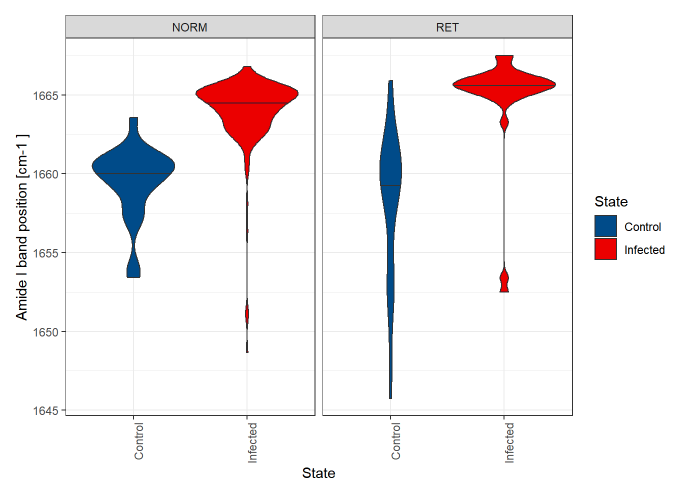 NORM
RET
Amide I band position [cm-1 ]
1665
1660
1655
1650
1645
Control
Infected
Control
Infected
State
State
Control
Infected